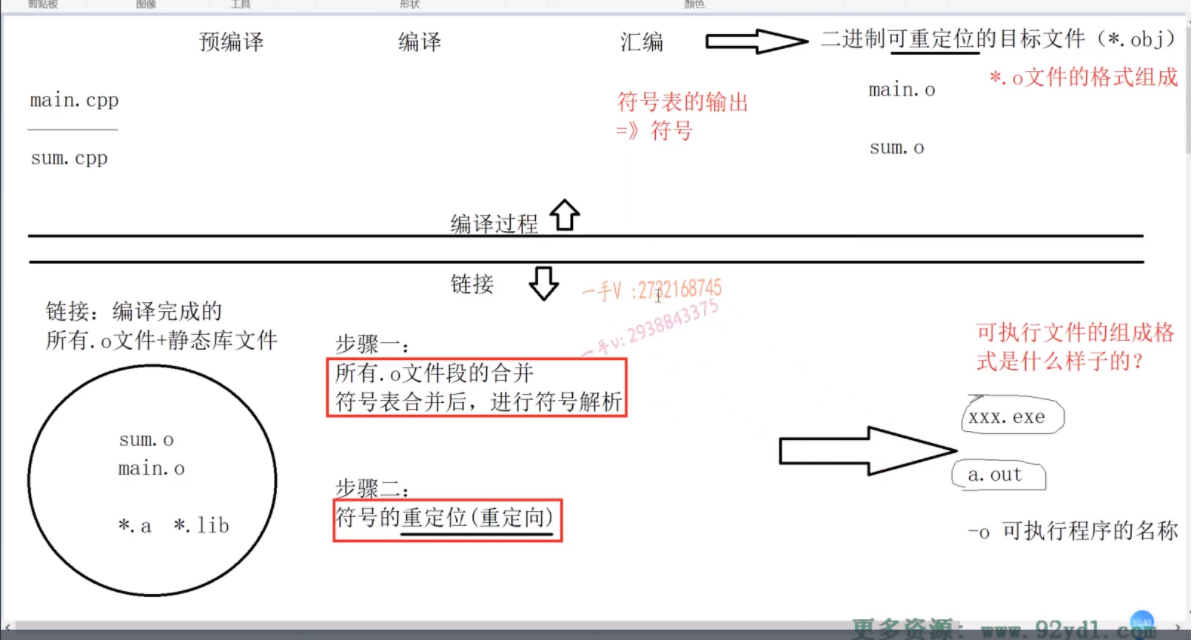 剪贴板 图像 工具 形状 颜色
预编译 编译 汇编 二进制可重定位的目标文件（*.obj）
*.o文件的格式组成
main.cpp
main.o
符号表的输出
=》符号
sum.cpp
sum.o
编译过程
链接
一手V :2732168745
一手v:2938843375
链接：编译完成的
所有.o文件+静态库文件
步骤一：
所有.o文件段的合并
符号表合并后，进行符号解析
可执行文件的组成格
式是什么样子的？
xxx.exe
sum.o
main.o
*.a *.lib
步骤二：
符号的重定位(重定向)
a.out
-o 可执行程序的名称
更多资源：www.92ydl.com